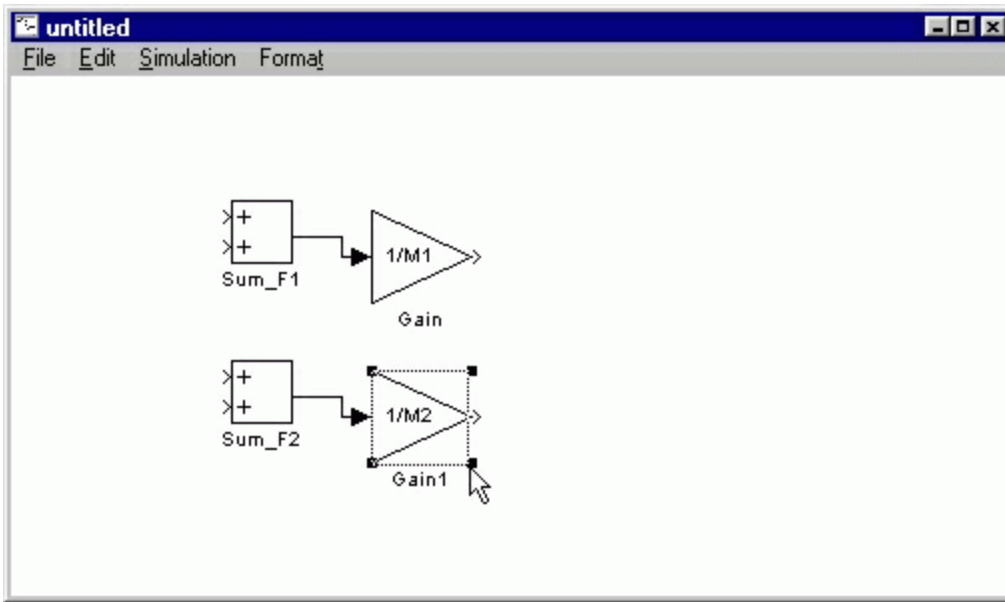 untitled
File Edit Simulation Format
+
+
1/M1
Sum_F1
Gain
+
+
1/M2
Sum_F2
Gain1